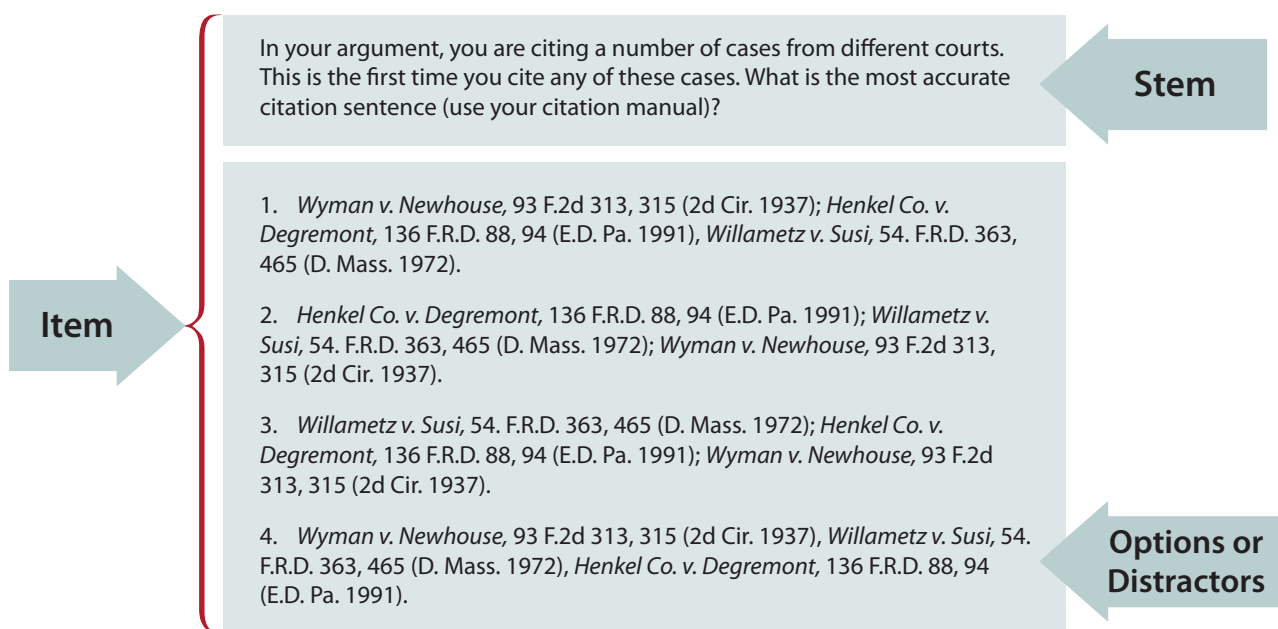 In your argument, you are citing a number of cases from different courts.
This is the first time you cite any of these cases. What is the most accurate
citation sentence (use your citation manual)?
Stem
1. Wyman v. Newhouse, 93 F.2d 313, 315 (2d Cir. 1937); Henkel Co. v.
Degremont, 136 F.R.D. 88, 94 (E.D. Pa. 1991), Willametz v. Susi, 54. F.R.D. 363,
465 (D. Mass. 1972).
Item
2. Henkel Co. v. Degremont, 136 F.R.D. 88, 94 (E.D. Pa. 1991); Willametz v.
Susi, 54. F.R.D. 363, 465 (D. Mass. 1972); Wyman v. Newhouse, 93 F.2d 313,
315 (2d Cir. 1937).
3. Willametz v. Susi, 54. F.R.D. 363, 465 (D. Mass. 1972); Henkel Co. v.
Degremont, 136 F.R.D. 88, 94 (E.D. Pa. 1991); Wyman v. Newhouse, 93 F.2d
313, 315 (2d Cir. 1937).
4. Wyman v. Newhouse, 93 F.2d 313, 315 (2d Cir. 1937), Willametz v. Susi, 54.
F.R.D. 363, 465 (D. Mass. 1972), Henkel Co. v. Degremont, 136 F.R.D. 88, 94
(E.D. Pa. 1991).
Options or
Distractors